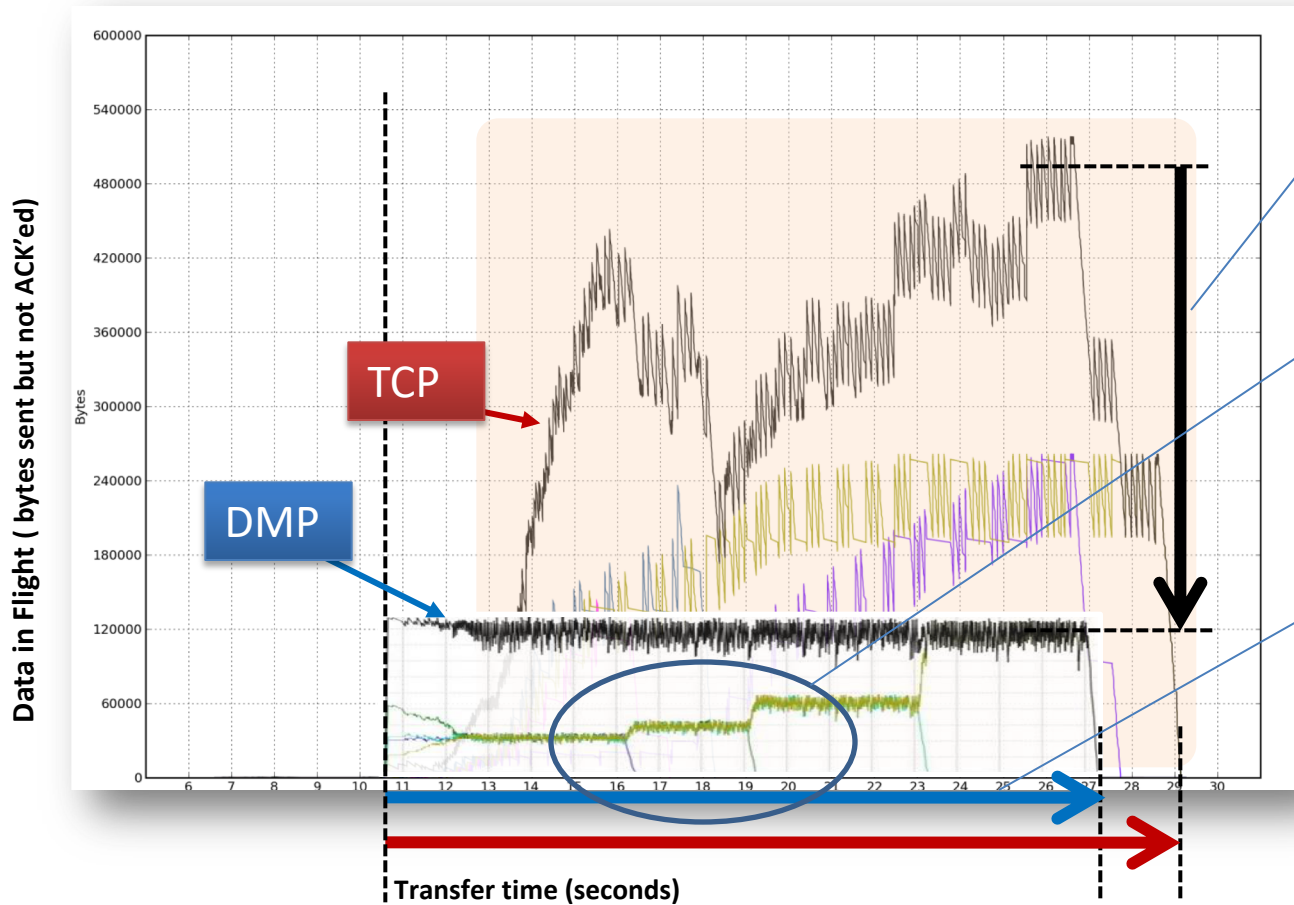 600000
540000
480000
420000
360000
300000
240000
180000
120000
60000
0
Data in Flight ( bytes sent but not ACK’ed)
Bytes
TCP
DMP
6 7 8 9 10 11 12 13 14 15 16 17 18 19 20 21 22 23 24 25 26 27 28 29 30
Transfer time (seconds)